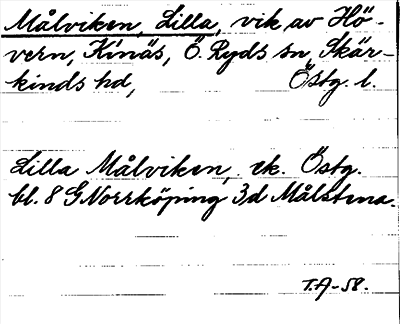 Målviken, Lilla, vik av Hö-
vern, Kinäs, Ö. Ryds sn, Skär-
kinds hd, Östg. l.
Lilla Målviken, ek. Östg.
bl. 8 G Norrköping 3d Målstena.
T.A-58.